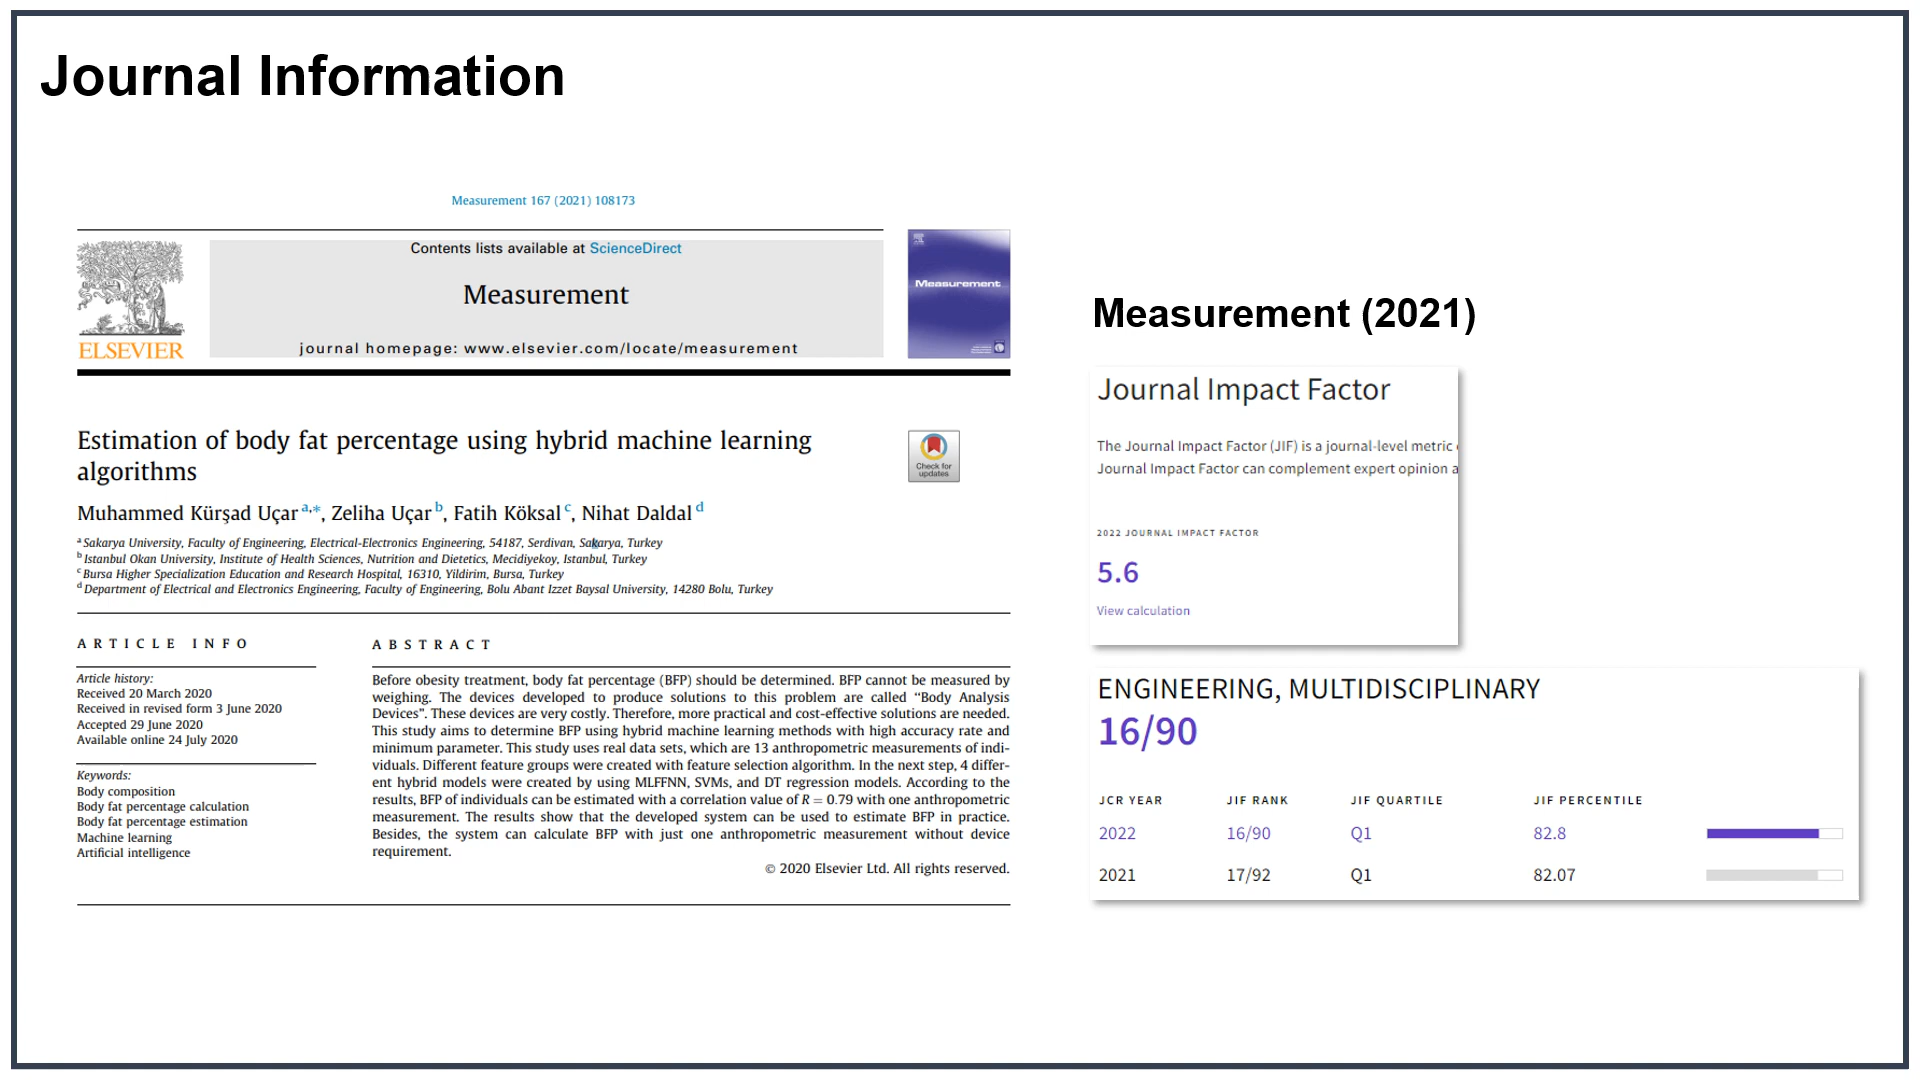 Journal Information
Measurement 167 (2021) 108173
Contents lists available at ScienceDirect
Measurement
journal homepage: www.elsevier.com/locate/measurement
ELSEVIER
Measurement
Estimation of body fat percentage using hybrid machine learning
algorithms
Check for
updates
Muhammed Kürşad Uçar a,*, Zeliha Uçar b, Fatih Köksal c, Nihat Daldal d
a Sakarya University, Faculty of Engineering, Electrical-Electronics Engineering, 54187, Serdivan, Sakarya, Turkey
b Istanbul Okan University, Institute of Health Sciences, Nutrition and Dietetics, Mecidiyekoy, Istanbul, Turkey
c Bursa Higher Specialization Education and Research Hospital, 16310, Yildirim, Bursa, Turkey
d Department of Electrical and Electronics Engineering, Faculty of Engineering, Bolu Abant Izzet Baysal University, 14280 Bolu, Turkey
ARTICLE INFO
Article history:
Received 20 March 2020
Received in revised form 3 June 2020
Accepted 29 June 2020
Available online 24 July 2020
Keywords:
Body composition
Body fat percentage calculation
Body fat percentage estimation
Machine learning
Artificial intelligence
ABSTRACT
Before obesity treatment, body fat percentage (BFP) should be determined. BFP cannot be measured by
weighing. The devices developed to produce solutions to this problem are called “Body Analysis
Devices”. These devices are very costly. Therefore, more practical and cost-effective solutions are needed.
This study aims to determine BFP using hybrid machine learning methods with high accuracy rate and
minimum parameter. This study uses real data sets, which are 13 anthropometric measurements of indi-
viduals. Different feature groups were created with feature selection algorithm. In the next step, 4 differ-
ent hybrid models were created by using MLFFNN, SVMs, and DT regression models. According to the
results, BFP of individuals can be estimated with a correlation value of R = 0.79 with one anthropometric
measurement. The results show that the developed system can be used to estimate BFP in practice.
Besides, the system can calculate BFP with just one anthropometric measurement without device
requirement.
© 2020 Elsevier Ltd. All rights reserved.
Measurement (2021)
Journal Impact Factor
The Journal Impact Factor (JIF) is a journal-level metric
Journal Impact Factor can complement expert opinion a
2022 JOURNAL IMPACT FACTOR
5.6
View calculation
ENGINEERING, MULTIDISCIPLINARY
16/90
JCR YEAR JIF RANK JIF QUARTILE JIF PERCENTILE
2022 16/90 Q1 82.8
2021 17/92 Q1 82.07